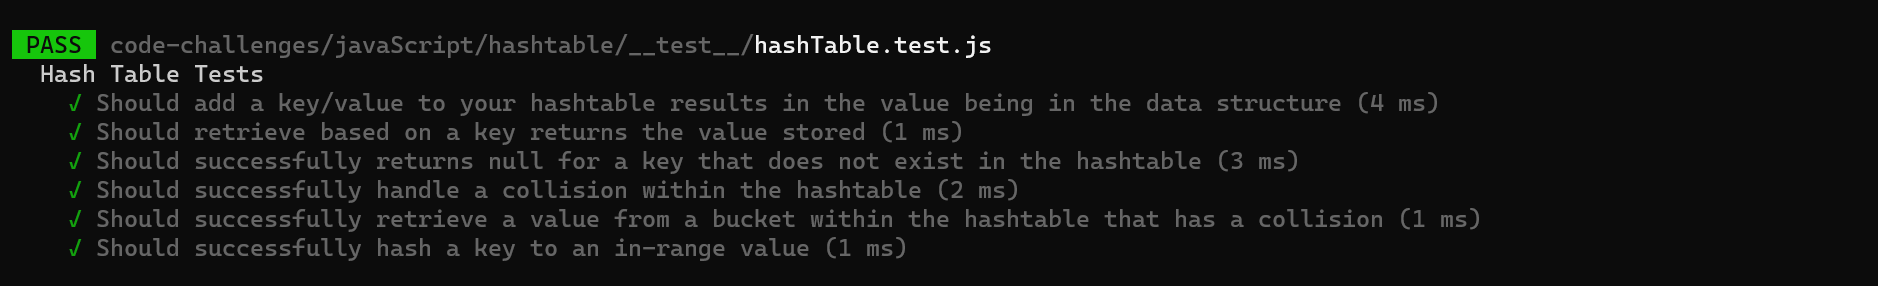 PASS code-challenges/javaScript/hashtable/__test__/hashTable.test.js
Hash Table Tests
√ Should add a key/value to your hashtable results in the value being in the data structure (4 ms)
√ Should retrieve based on a key returns the value stored (1 ms)
√ Should successfully returns null for a key that does not exist in the hashtable (3 ms)
√ Should successfully handle a collision within the hashtable (2 ms)
√ Should successfully retrieve a value from a bucket within the hashtable that has a collision (1 ms)
√ Should successfully hash a key to an in-range value (1 ms)